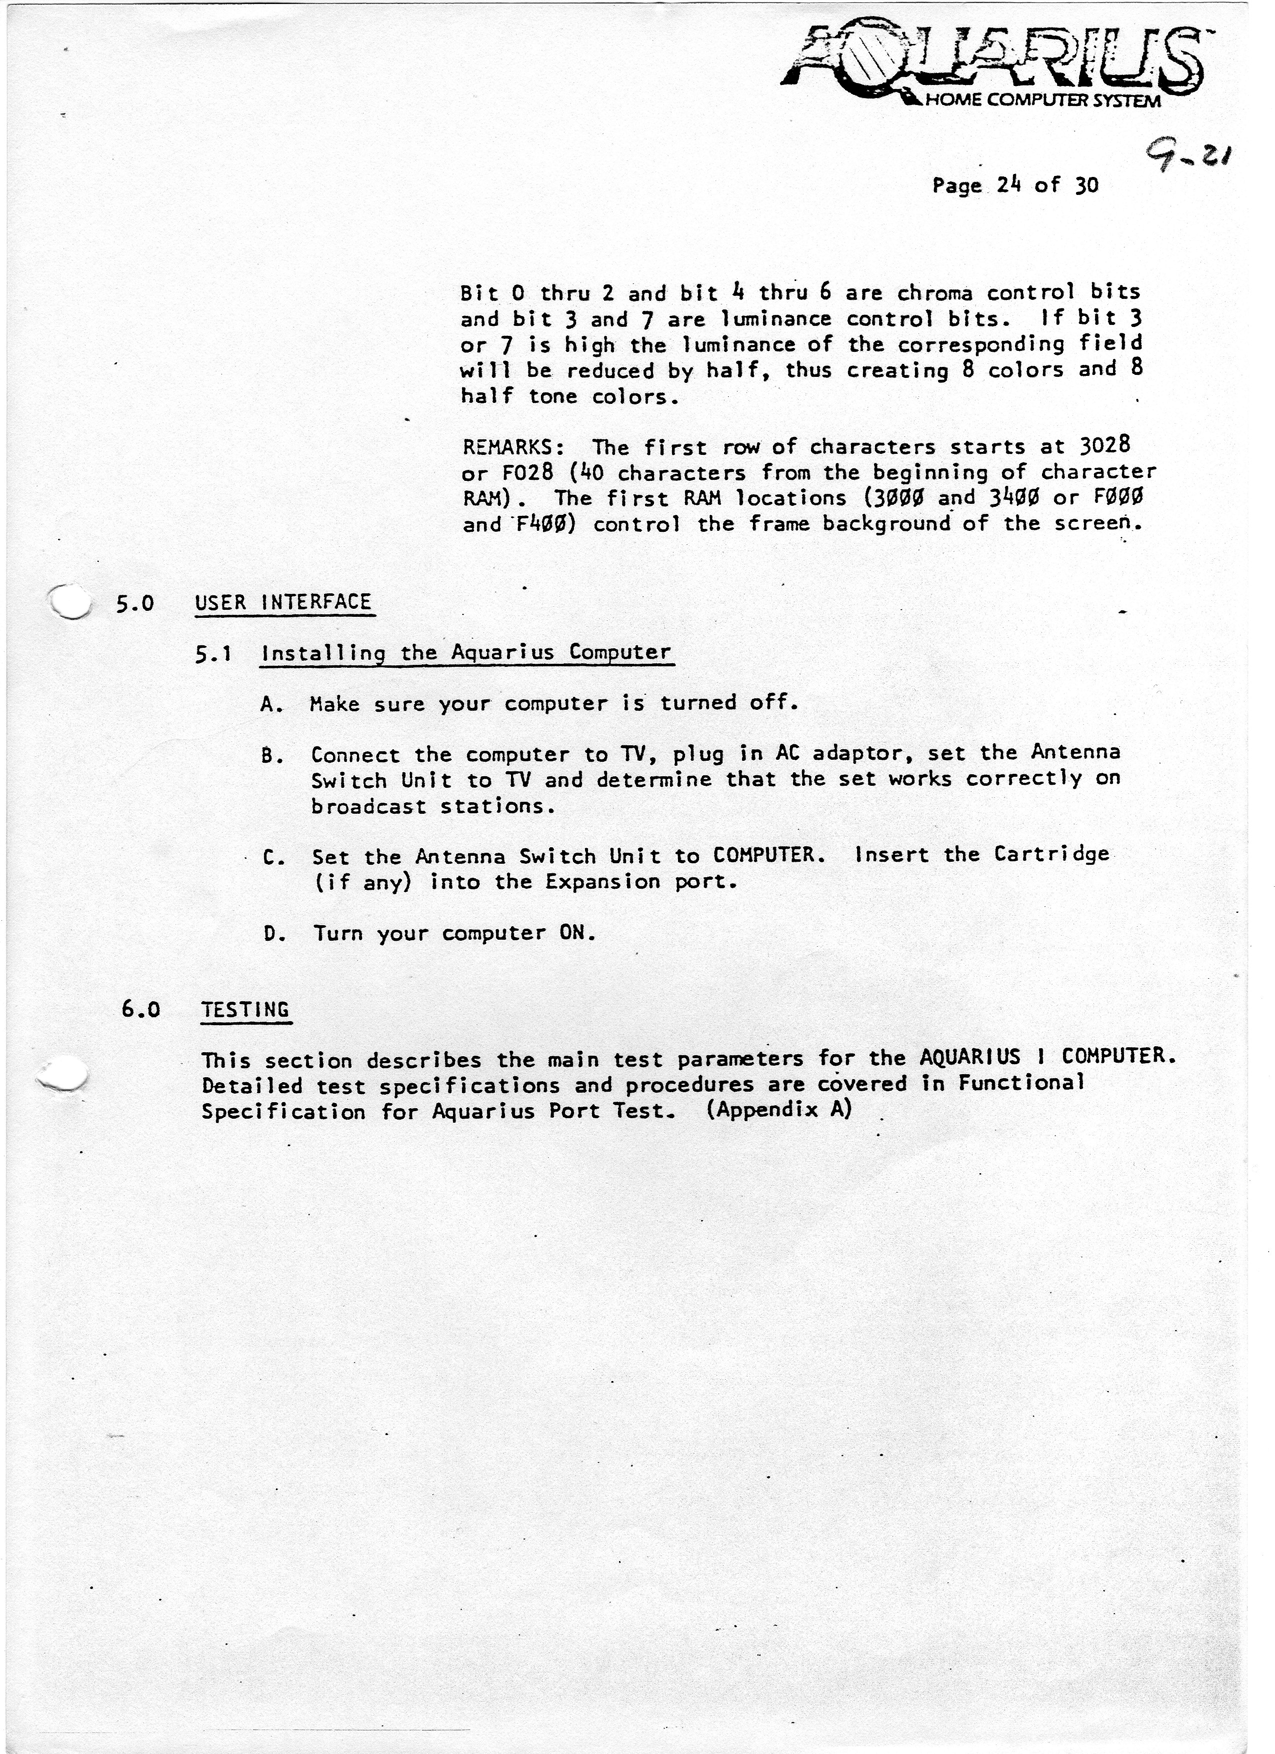 AQUARIUS™
HOME COMPUTER SYSTEM
9-21
Page 24 of 30
Bit 0 thru 2 and bit 4 thru 6 are chroma control bits
and bit 3 and 7 are luminance control bits.  If bit 3
or 7 is high the luminance of the corresponding field
will be reduced by half, thus creating 8 colors and 8
half tone colors.
REMARKS:  The first row of characters starts at 3028
or F028 (40 characters from the beginning of character
RAM).  The first RAM locations (3ØØØ and 34ØØ or FØØØ
and F4ØØ) control the frame background of the screen.
5.0  USER INTERFACE
5.1  Installing the Aquarius Computer
A.  Make sure your computer is turned off.
B.  Connect the computer to TV, plug in AC adaptor, set the Antenna
Switch Unit to TV and determine that the set works correctly on
broadcast stations.
C.  Set the Antenna Switch Unit to COMPUTER.  Insert the Cartridge
(if any) into the Expansion port.
D.  Turn your computer ON.
6.0  TESTING
This section describes the main test parameters for the AQUARIUS I COMPUTER.
Detailed test specifications and procedures are covered in Functional
Specification for Aquarius Port Test.  (Appendix A)